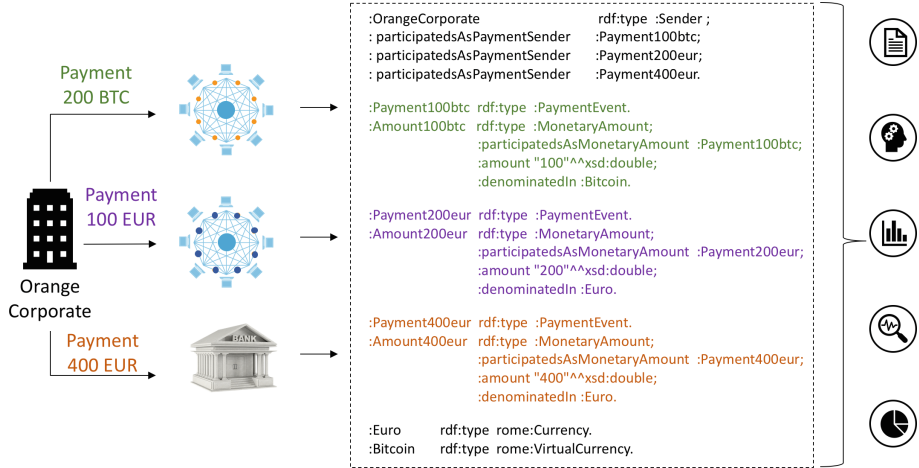 Payment
200 BTC
Payment
100 EUR
Orange
Corporate
Payment
400 EUR
BANK
:OrangeCorporate rdf:type :Sender ;
: participatedsAsPaymentSender :Payment100btc;
: participatedsAsPaymentSender :Payment200eur;
: participatedsAsPaymentSender :Payment400eur.
:Payment100btc rdf:type :PaymentEvent.
:Amount100btc rdf:type :MonetaryAmount;
:participatedsAsMonetaryAmount :Payment100btc;
:amount "100"^^xsd:double;
:denominatedIn :Bitcoin.
:Payment200eur rdf:type :PaymentEvent.
:Amount200eur rdf:type :MonetaryAmount;
:participatedsAsMonetaryAmount :Payment200eur;
:amount "200"^^xsd:double;
:denominatedIn :Euro.
:Payment400eur rdf:type :PaymentEvent.
:Amount400eur rdf:type :MonetaryAmount;
:participatedsAsMonetaryAmount :Payment400eur;
:amount "400"^^xsd:double;
:denominatedIn :Euro.
:Euro rdf:type rome:Currency.
:Bitcoin rdf:type rome:VirtualCurrency.